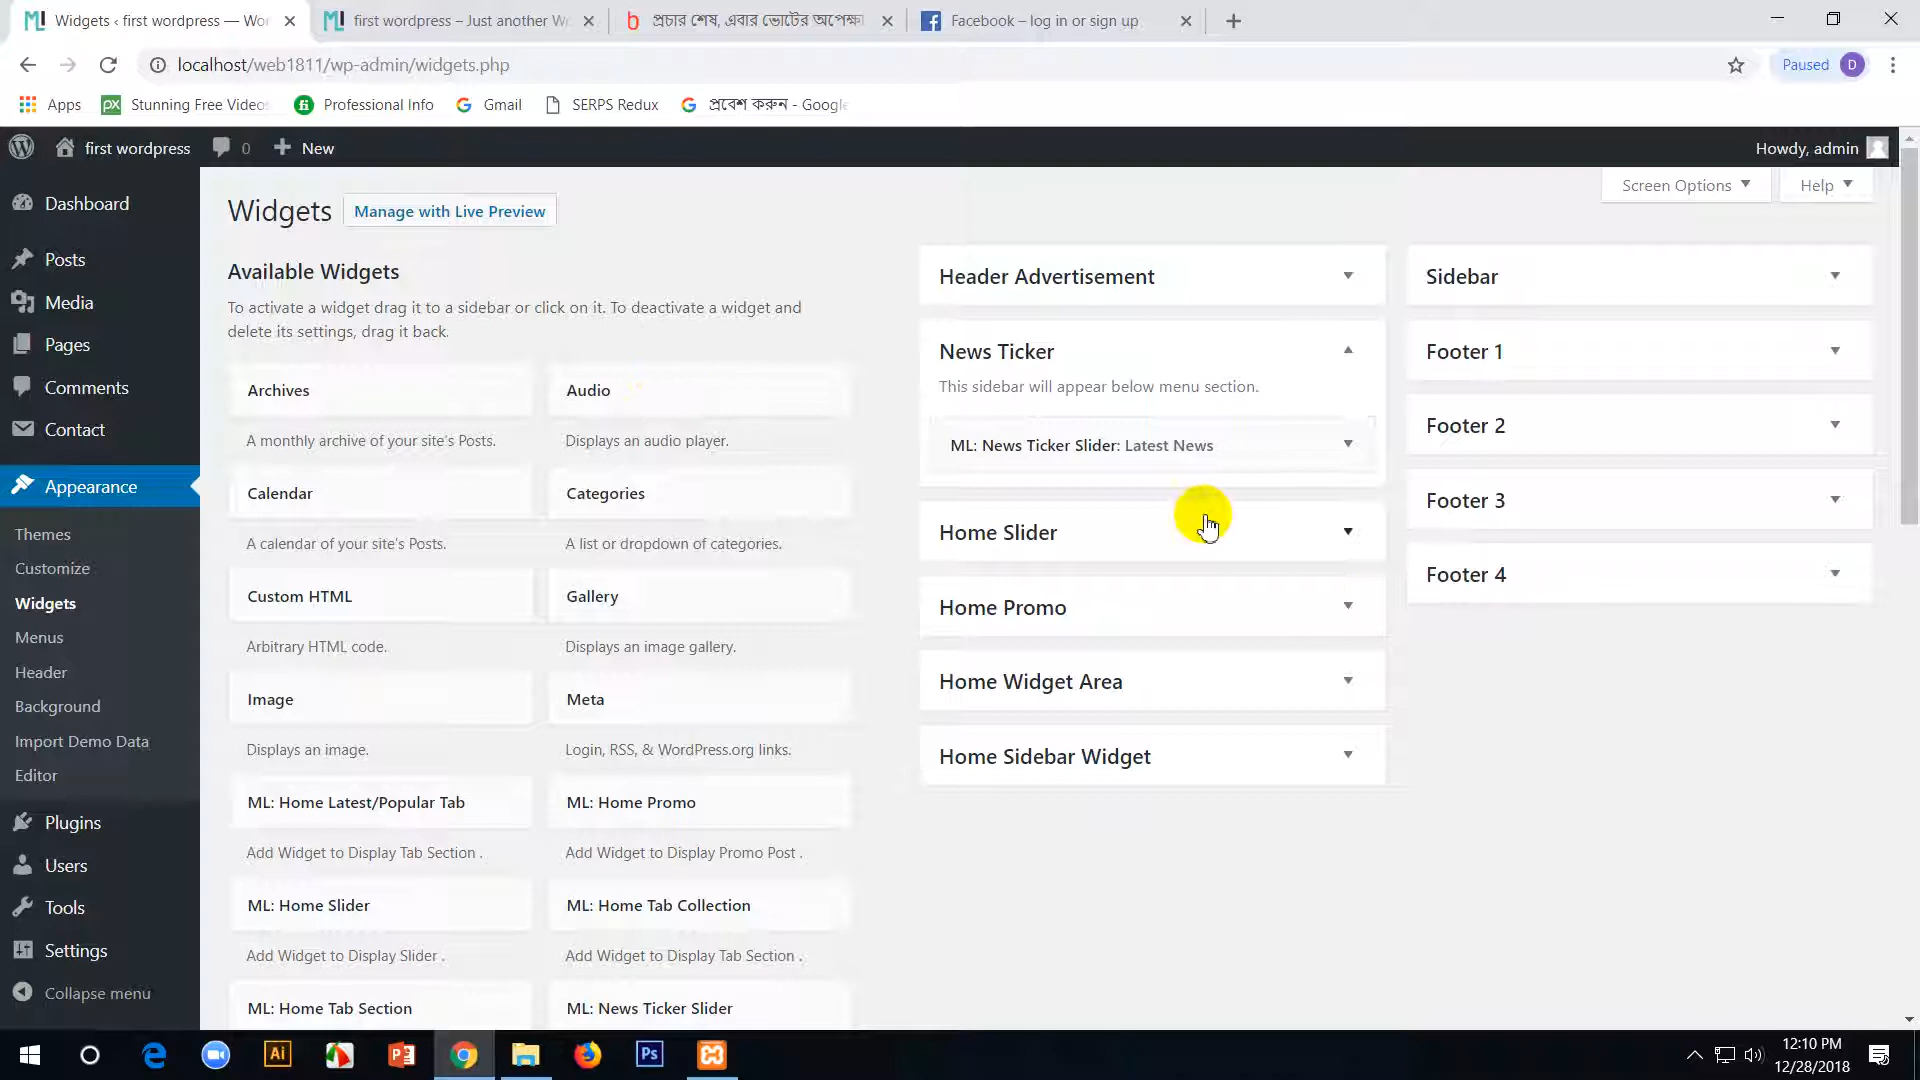 Widgets ‹ first wordpress — Wor
first wordpress – Just another Wo
প্রচার শেষ, এবার ভোটের অপেক্ষা
Facebook – log in or sign up
localhost/web1811/wp-admin/widgets.php
Paused
D
Apps
Stunning Free Videos
Professional Info
Gmail
SERPS Redux
প্রবেশ করুন - Google
first wordpress
0
New
Howdy, admin
Screen Options
Help
Dashboard
Posts
Media
Pages
Comments
Contact
Appearance
Themes
Customize
Widgets
Menus
Header
Background
Import Demo Data
Editor
Plugins
Users
Tools
Settings
Collapse menu
Widgets
Manage with Live Preview
Available Widgets
To activate a widget drag it to a sidebar or click on it. To deactivate a widget and
delete its settings, drag it back.
Archives
A monthly archive of your site's Posts.
Audio
Displays an audio player.
Calendar
A calendar of your site's Posts.
Categories
A list or dropdown of categories.
Custom HTML
Arbitrary HTML code.
Gallery
Displays an image gallery.
Image
Displays an image.
Meta
Login, RSS, & WordPress.org links.
ML: Home Latest/Popular Tab
Add Widget to Display Tab Section .
ML: Home Promo
Add Widget to Display Promo Post .
ML: Home Slider
Add Widget to Display Slider .
ML: Home Tab Collection
Add Widget to Display Tab Section .
ML: Home Tab Section
ML: News Ticker Slider
Header Advertisement
News Ticker
This sidebar will appear below menu section.
ML: News Ticker Slider: Latest News
Home Slider
Home Promo
Home Widget Area
Home Sidebar Widget
Sidebar
Footer 1
Footer 2
Footer 3
Footer 4
12:10 PM
12/28/2018